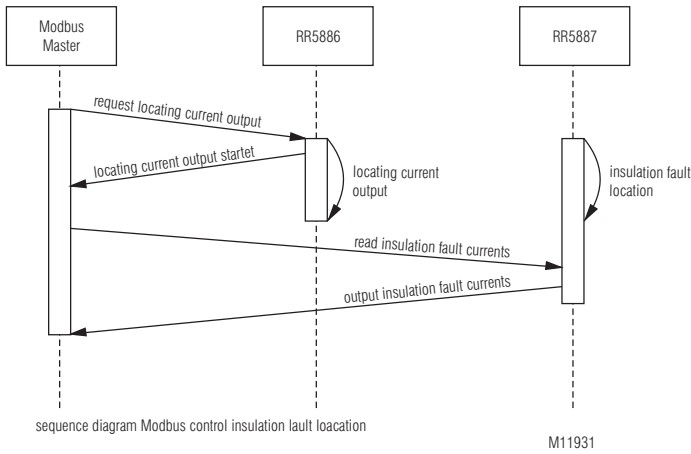 Modbus
Master
RR5886
RR5887
request locating current output
locating current output startet
locating current
output
insulation fault
location
read insulation fault currents
output insulation fault currents
sequence diagram Modbus control insulation lault loacation
M11931